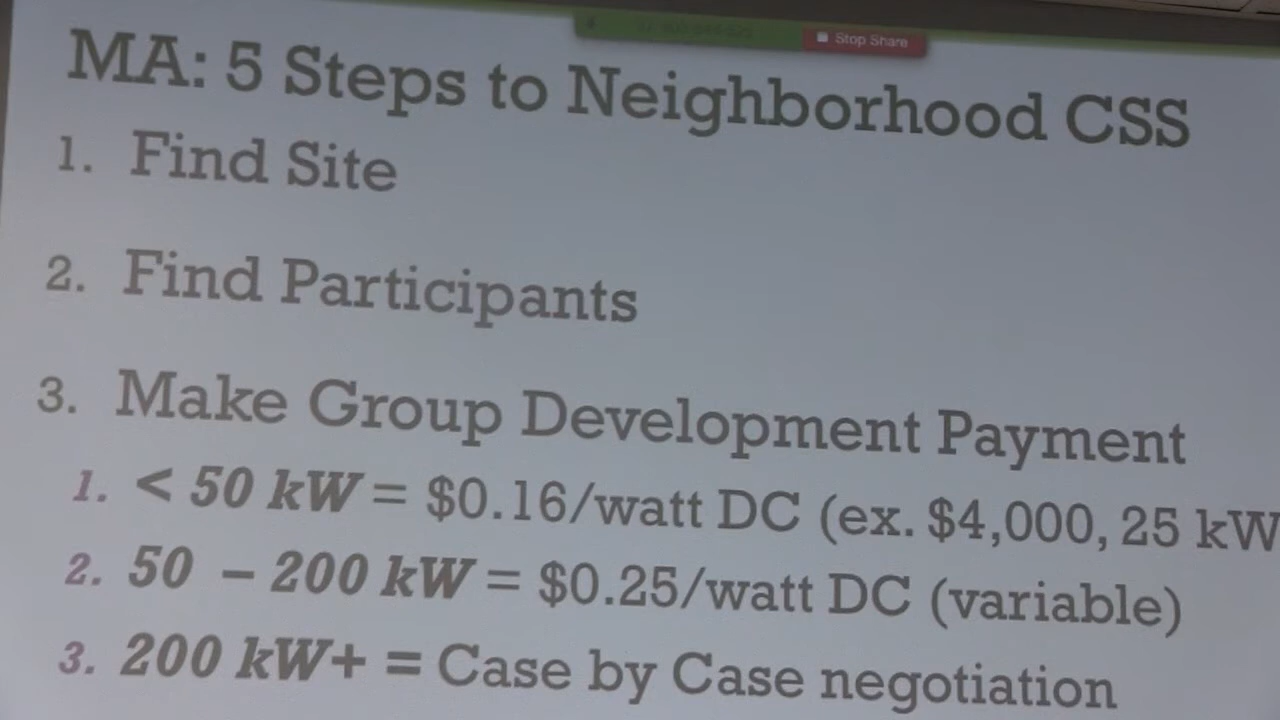 Stop Share
MA: 5 Steps to Neighborhood CSS
1. Find Site
2. Find Participants
3. Make Group Development Payment
1. < 50 kW = $0.16/watt DC (ex. $4,000, 25 kW
2. 50 – 200 kW = $0.25/watt DC (variable)
3. 200 kW+ = Case by Case negotiation